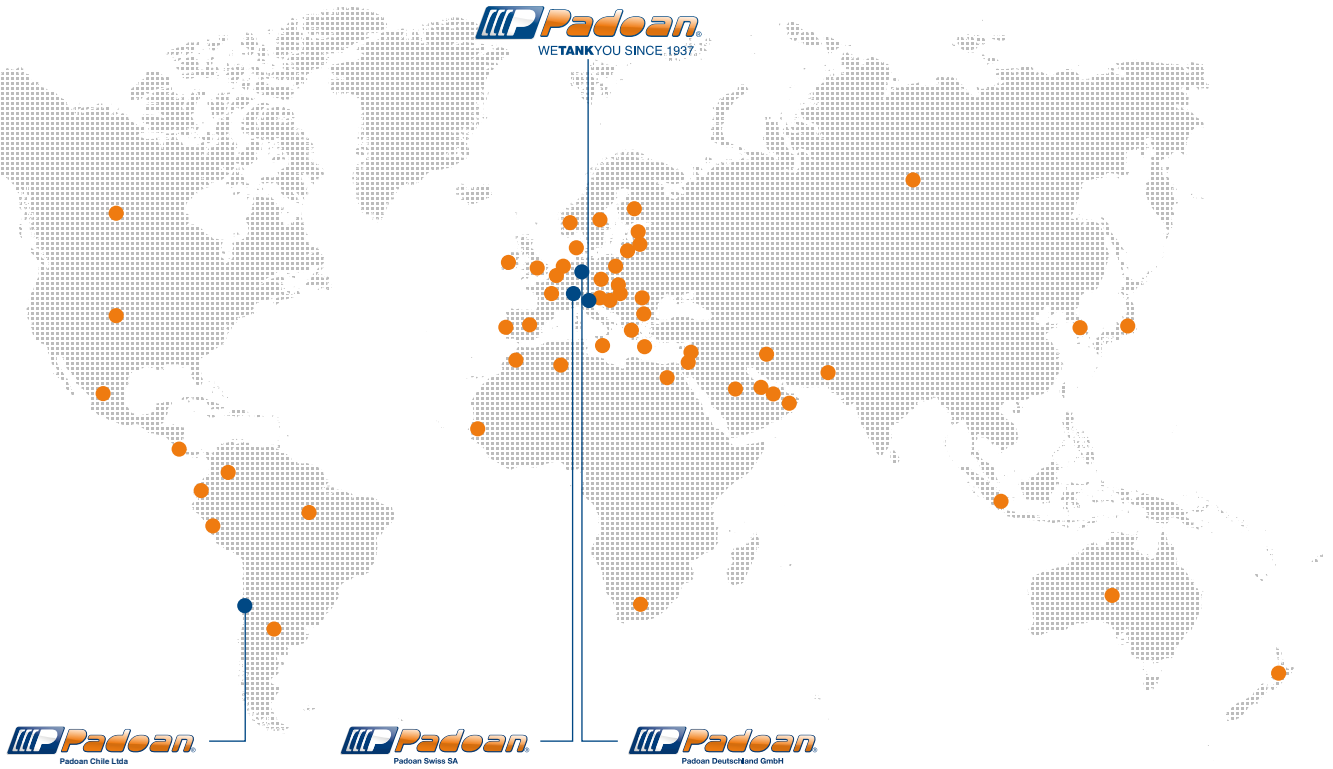 Padoan®
WETANKYOU SINCE 1937
Padoan®
Padoan Chile Ltda
Padoan®
Padoan Swiss SA
Padoan®
Padoan Deutschland GmbH